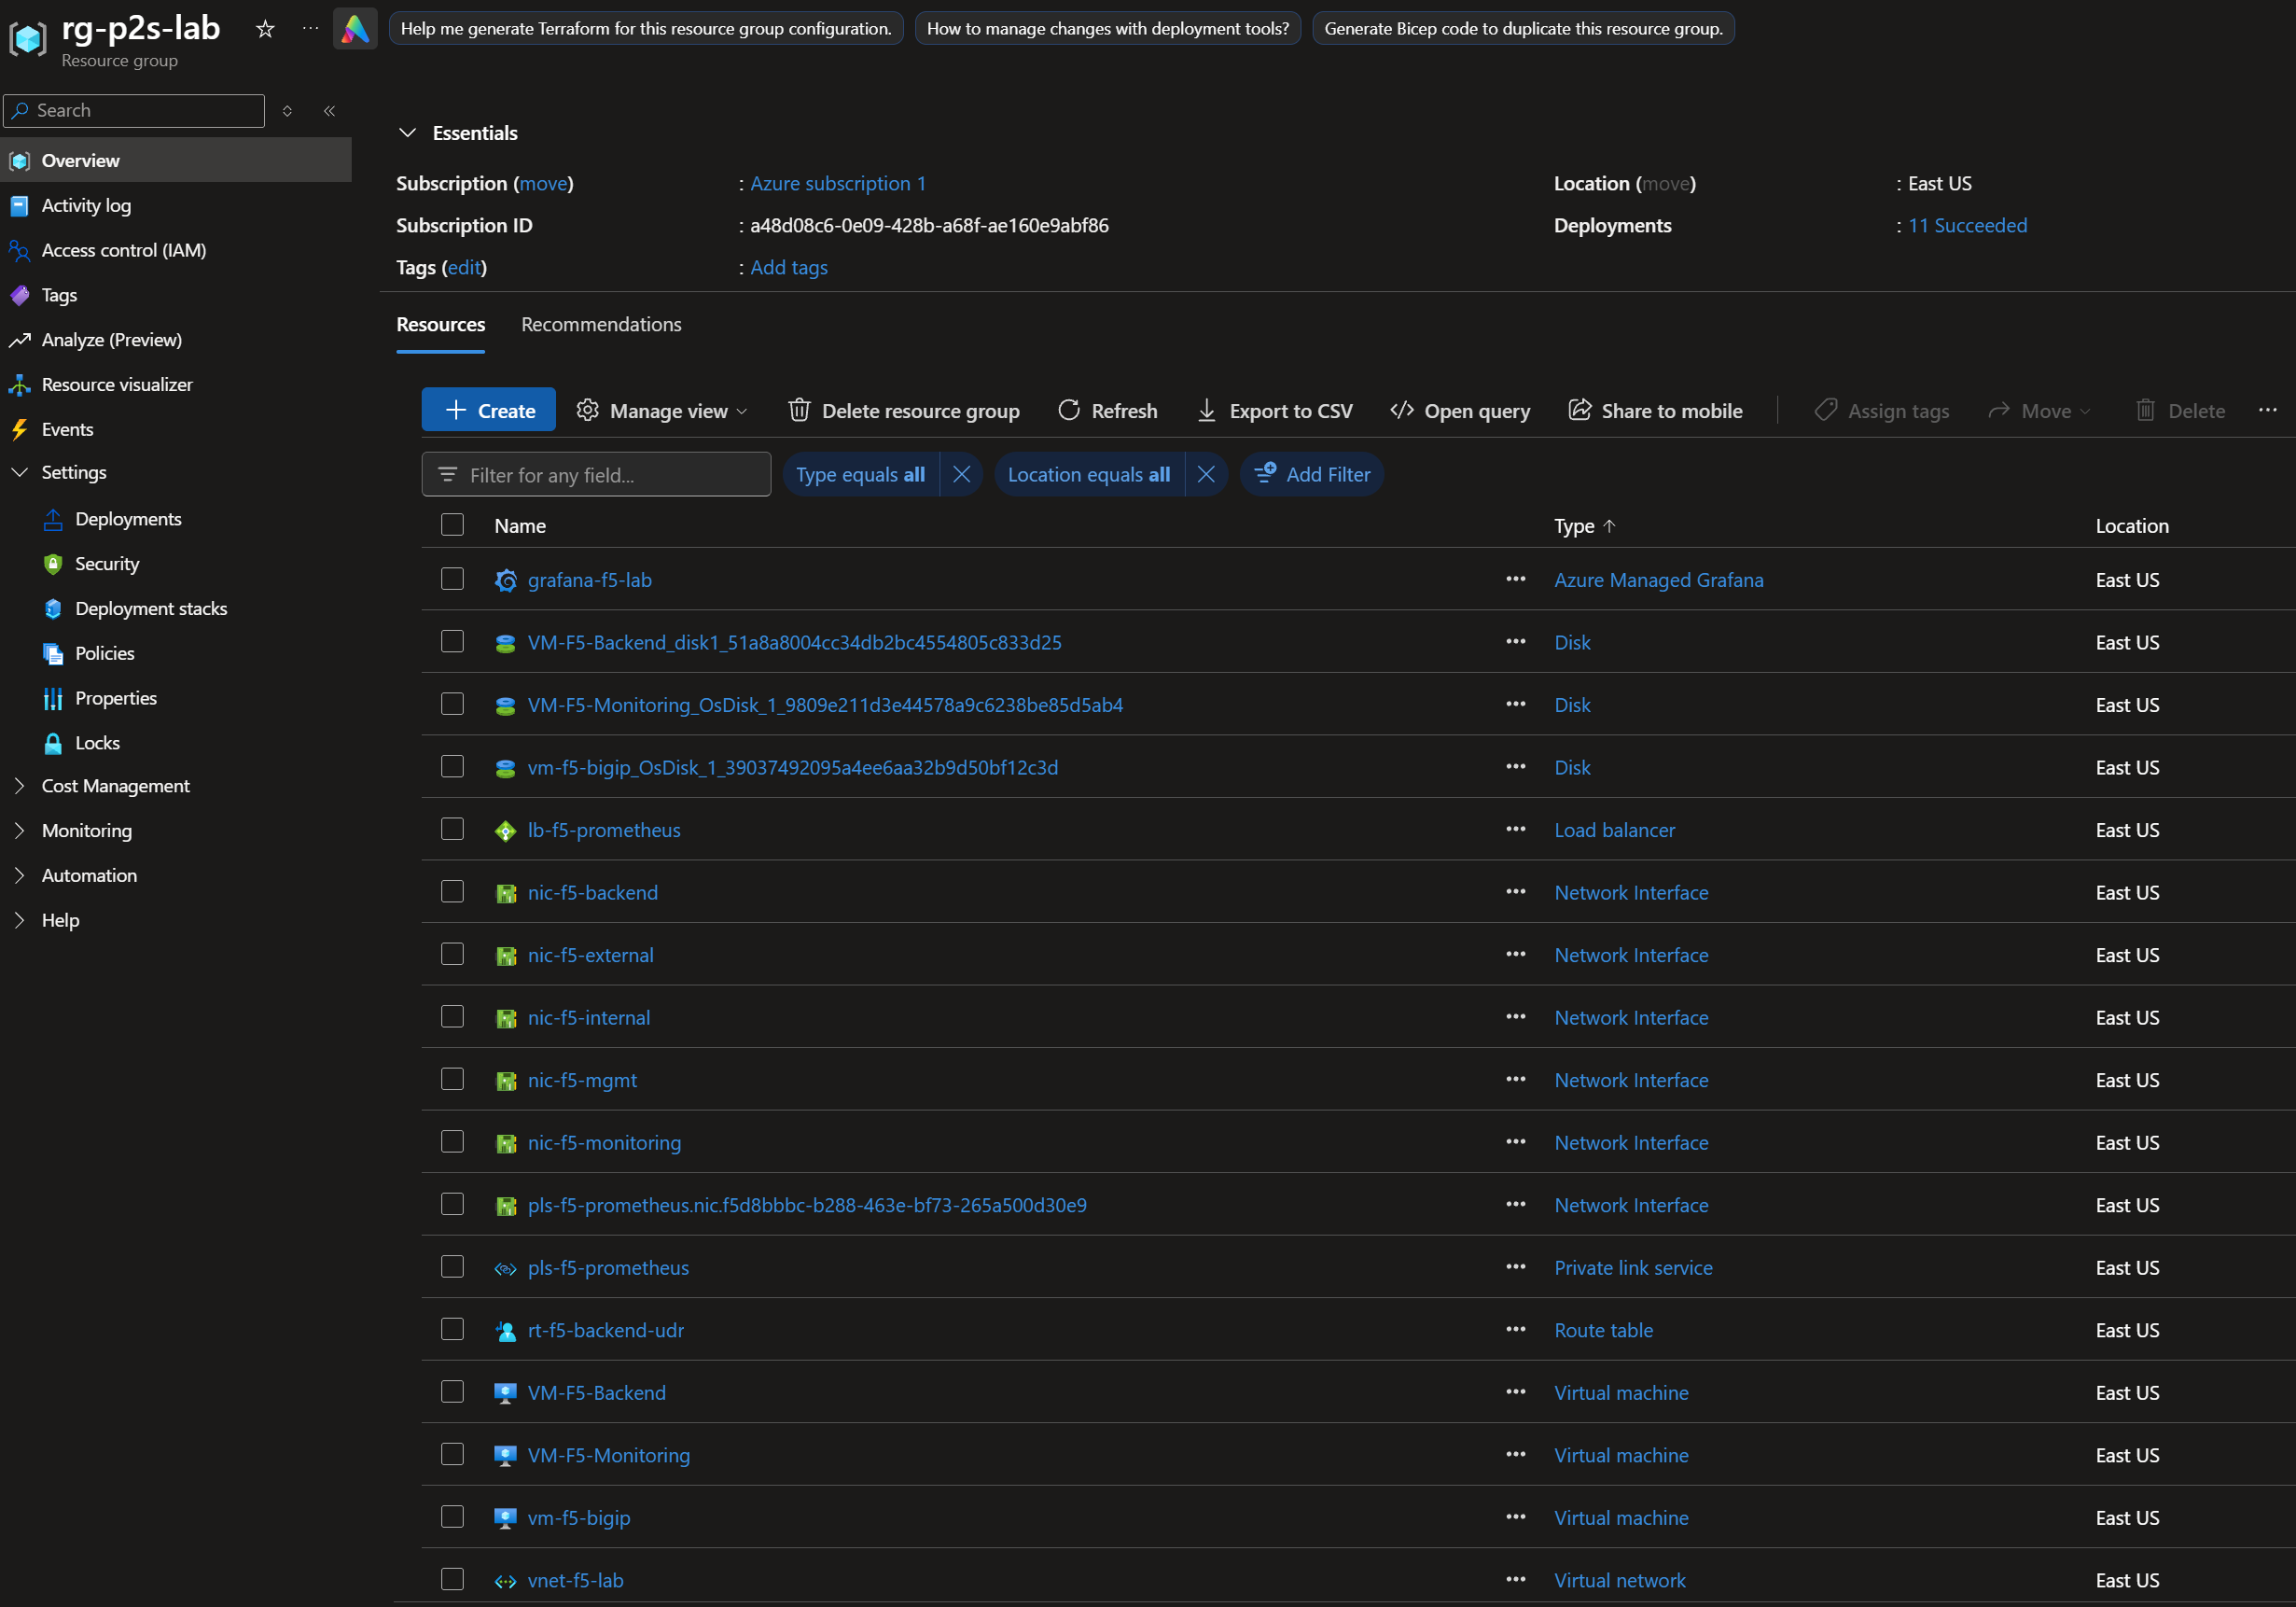 rg-p2s-lab
Resource group
Help me generate Terraform for this resource group configuration.
How to manage changes with deployment tools?
Generate Bicep code to duplicate this resource group.
Search
Overview
Activity log
Access control (IAM)
Tags
Analyze (Preview)
Resource visualizer
Events
Settings
Deployments
Security
Deployment stacks
Policies
Properties
Locks
Cost Management
Monitoring
Automation
Help
Essentials
Subscription (move) : Azure subscription 1
Subscription ID : a48d08c6-0e09-428b-a68f-ae160e9abf86
Tags (edit) : Add tags
Location (move) : East US
Deployments : 11 Succeeded
Resources Recommendations
Create Manage view Delete resource group Refresh Export to CSV Open query Share to mobile Assign tags Move Delete
Filter for any field... Type equals all Location equals all Add Filter
Name Type ↑ Location
grafana-f5-lab Azure Managed Grafana East US
VM-F5-Backend_disk1_51a8a8004cc34db2bc4554805c833d25 Disk East US
VM-F5-Monitoring_OsDisk_1_9809e211d3e44578a9c6238be85d5ab4 Disk East US
vm-f5-bigip_OsDisk_1_39037492095a4ee6aa32b9d50bf12c3d Disk East US
lb-f5-prometheus Load balancer East US
nic-f5-backend Network Interface East US
nic-f5-external Network Interface East US
nic-f5-internal Network Interface East US
nic-f5-mgmt Network Interface East US
nic-f5-monitoring Network Interface East US
pls-f5-prometheus.nic.f5d8bbbc-b288-463e-bf73-265a500d30e9 Network Interface East US
pls-f5-prometheus Private link service East US
rt-f5-backend-udr Route table East US
VM-F5-Backend Virtual machine East US
VM-F5-Monitoring Virtual machine East US
vm-f5-bigip Virtual machine East US
vnet-f5-lab Virtual network East US